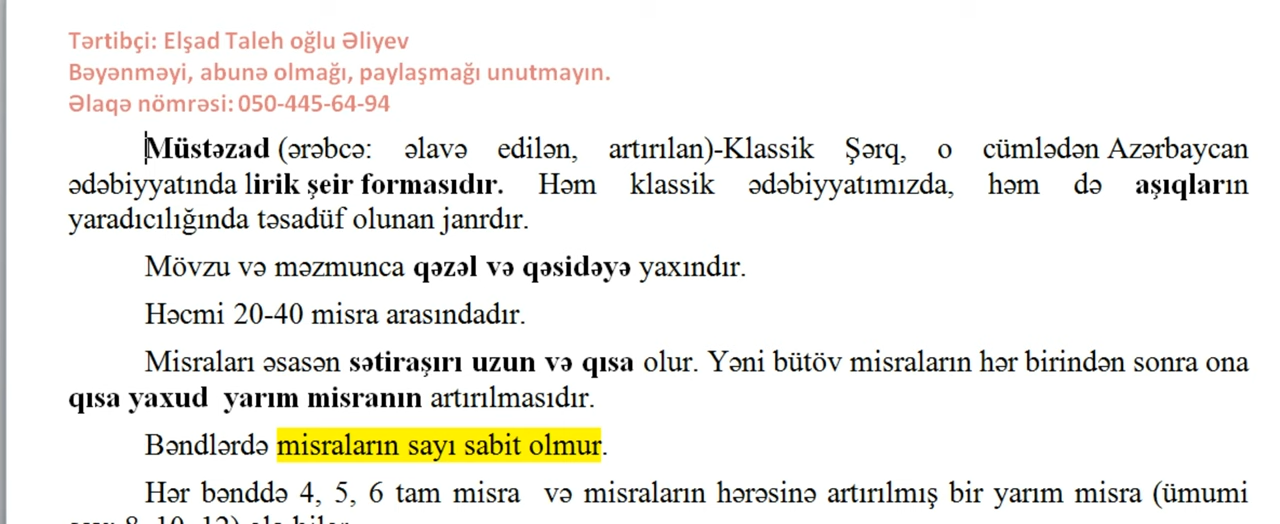 Tərtibçi: Elşad Taleh oğlu Əliyev
Bəyənməyi, abunə olmağı, paylaşmağı unutmayın.
Əlaqə nömrəsi: 050-445-64-94
Müstəzad (ərəbcə: əlavə edilən, artırılan)-Klassik Şərq, o cümlədən Azərbaycan
ədəbiyyatında lirik şeir formasıdır. Həm klassik ədəbiyyatımızda, həm də aşıqların
yaradıcılığında təsadüf olunan janrdır.
Mövzu və məzmunca qəzəl və qəsidəyə yaxındır.
Həcmi 20-40 misra arasındadır.
Misraları əsasən sətiraşırı uzun və qısa olur. Yəni bütöv misraların hər birindən sonra ona
qısa yaxud yarım misranın artırılmasıdır.
Bəndlərdə misraların sayı sabit olmur.
Hər bənddə 4, 5, 6 tam misra və misraların hərəsinə artırılmış bir yarım misra (ümumi